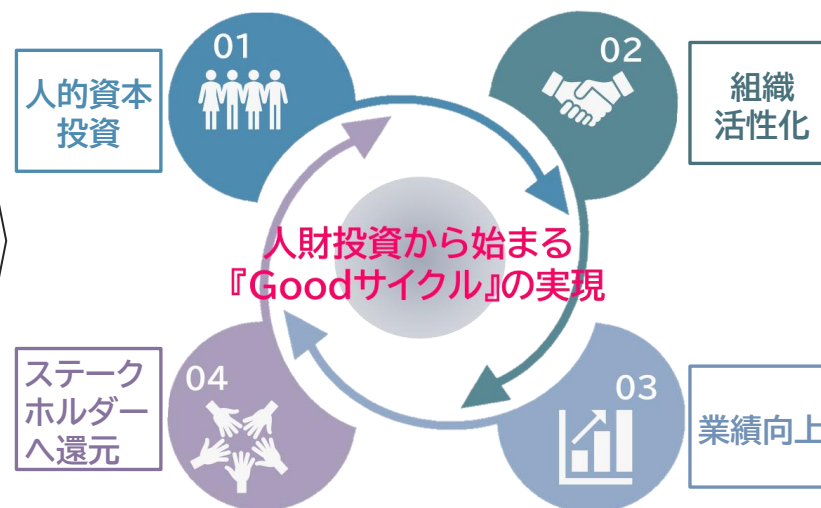 01
人的資本
投資
02
組織
活性化
人財投資から始まる
『Goodサイクル』の実現
04
ステーク
ホルダー
へ還元
03
業績向上